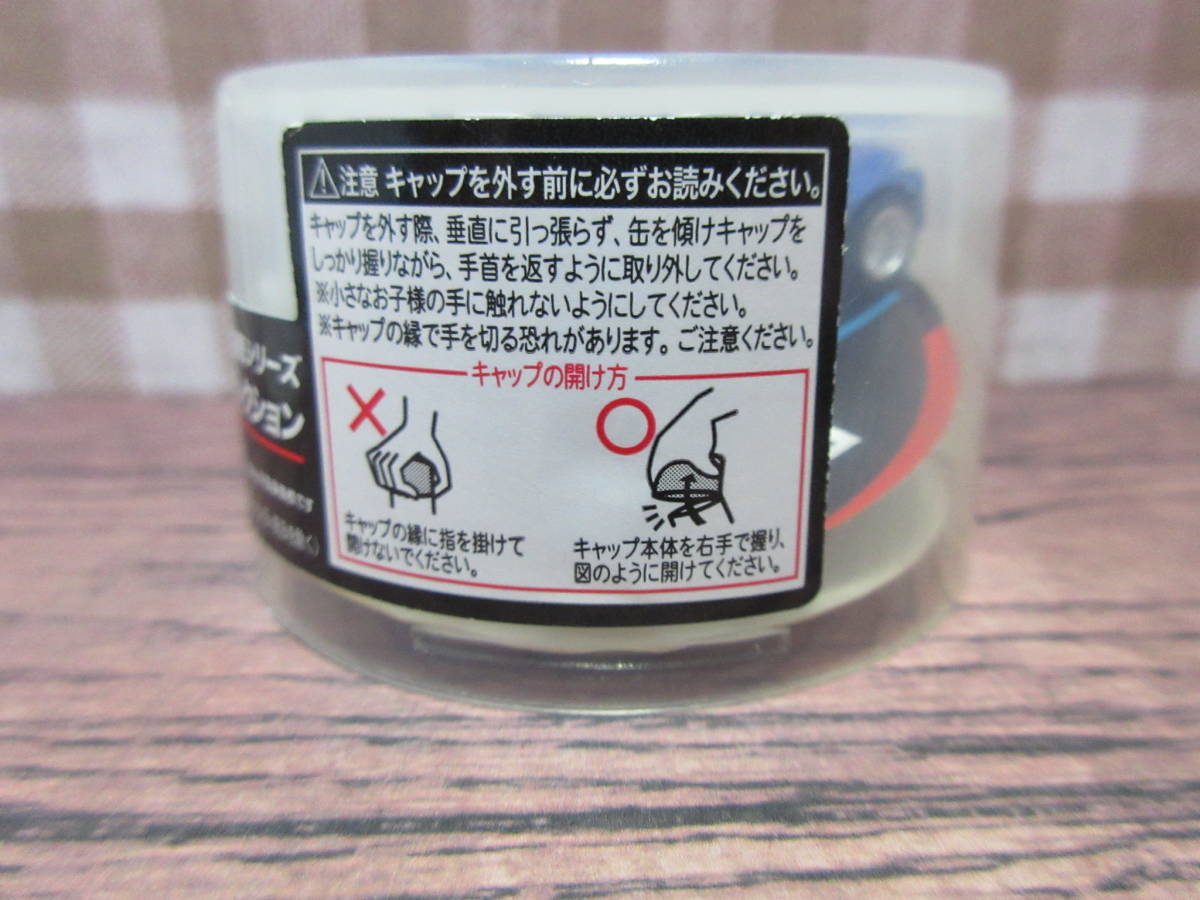 ⚠注意 キャップを外す前に必ずお読みください。
キャップを外す際、垂直に引っ張らず、缶を傾けキャップを
しっかり握りながら、手首を返すように取り外してください。
※小さなお子様の手に触れないようにしてください。
※キャップの縁で手を切る恐れがあります。ご注意ください。
キャップの開け方
キャップの縁に指を掛けて
開けないでください。
キャップ本体を右手で握り、
図のように開けてください。
シリーズ
クション
です